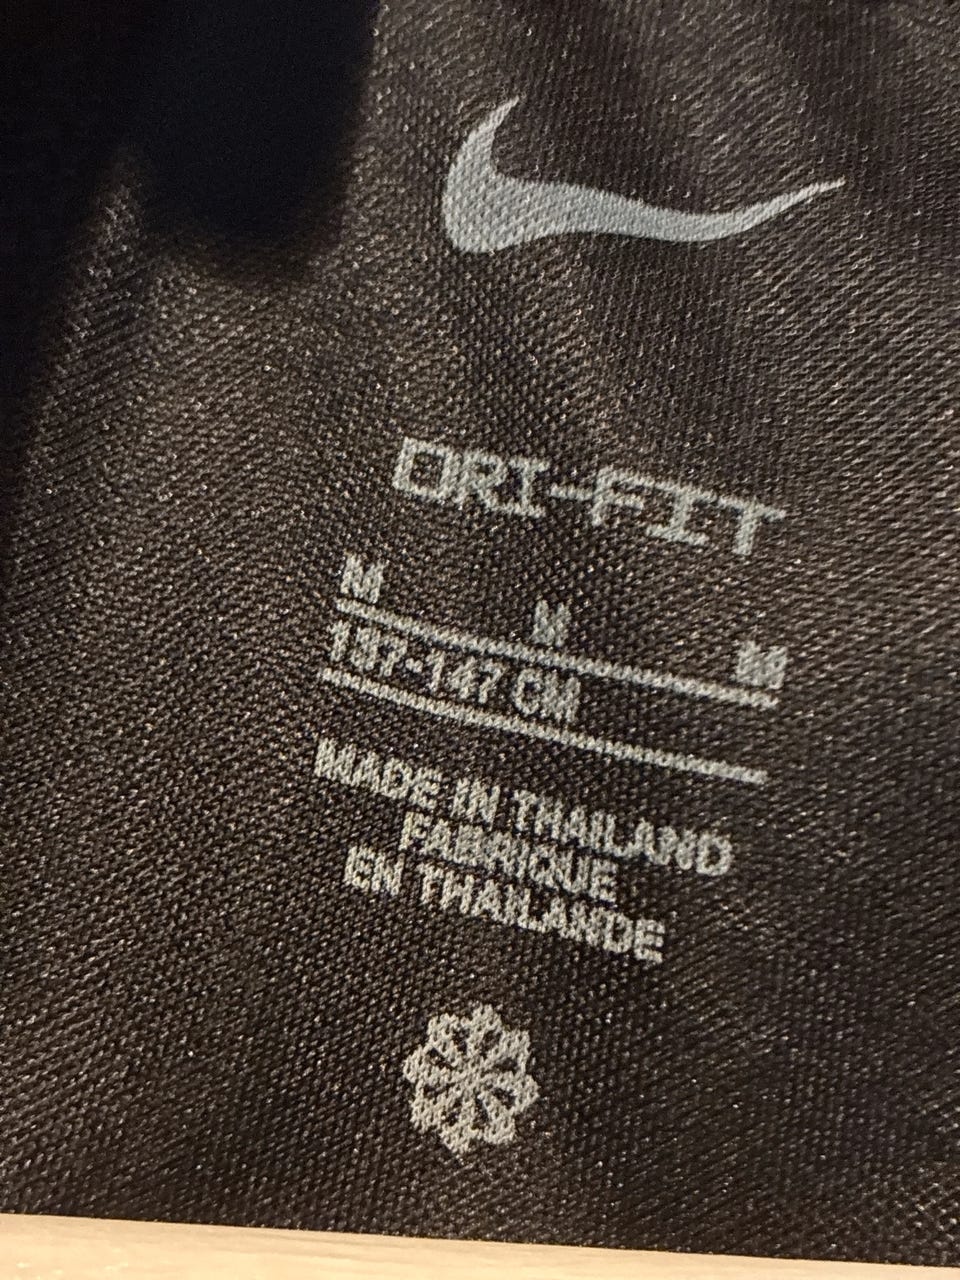 DRI-FIT
M M M
137-147 CM
MADE IN THAILAND
FABRIQUE
EN THAILANDE